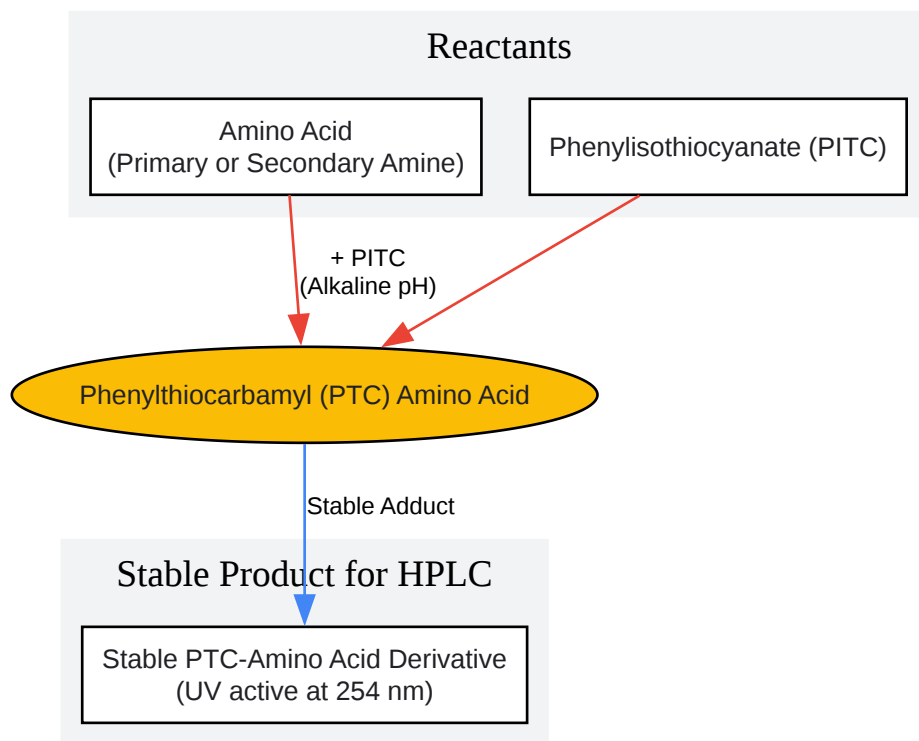 Reactants
Amino Acid
(Primary or Secondary Amine)
Phenylisothiocyanate (PITC)
+ PITC
(Alkaline pH)
Phenylthiocarbamyl (PTC) Amino Acid
Stable Adduct
Stable Product for HPLC
Stable PTC-Amino Acid Derivative
(UV active at 254 nm)